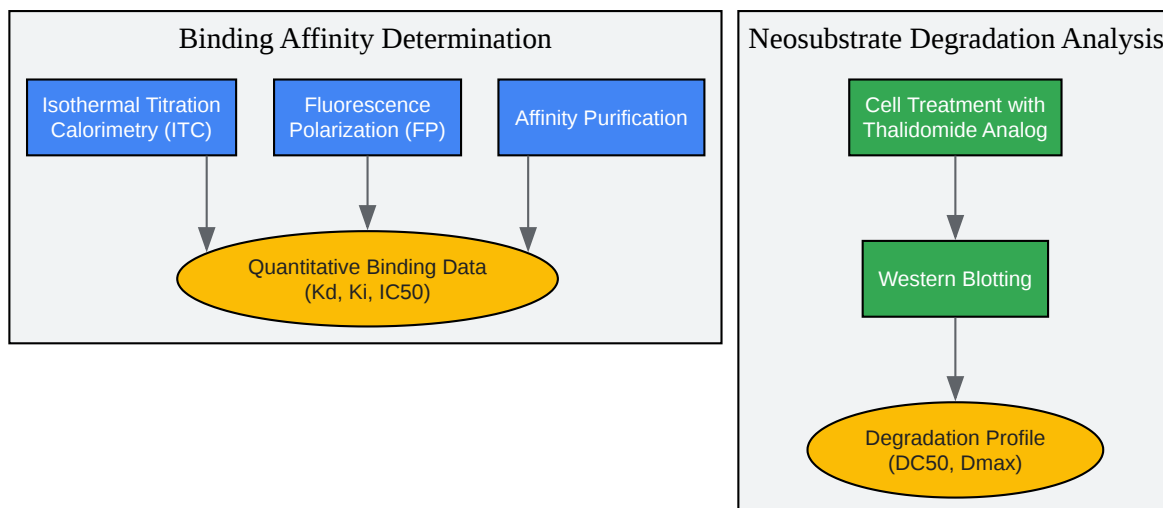 Binding Affinity Determination
Isothermal Titration
Calorimetry (ITC)
Fluorescence
Polarization (FP)
Affinity Purification
Quantitative Binding Data
(Kd, Ki, IC50)
Neosubstrate Degradation Analysis
Cell Treatment with
Thalidomide Analog
Western Blotting
Degradation Profile
(DC50, Dmax)